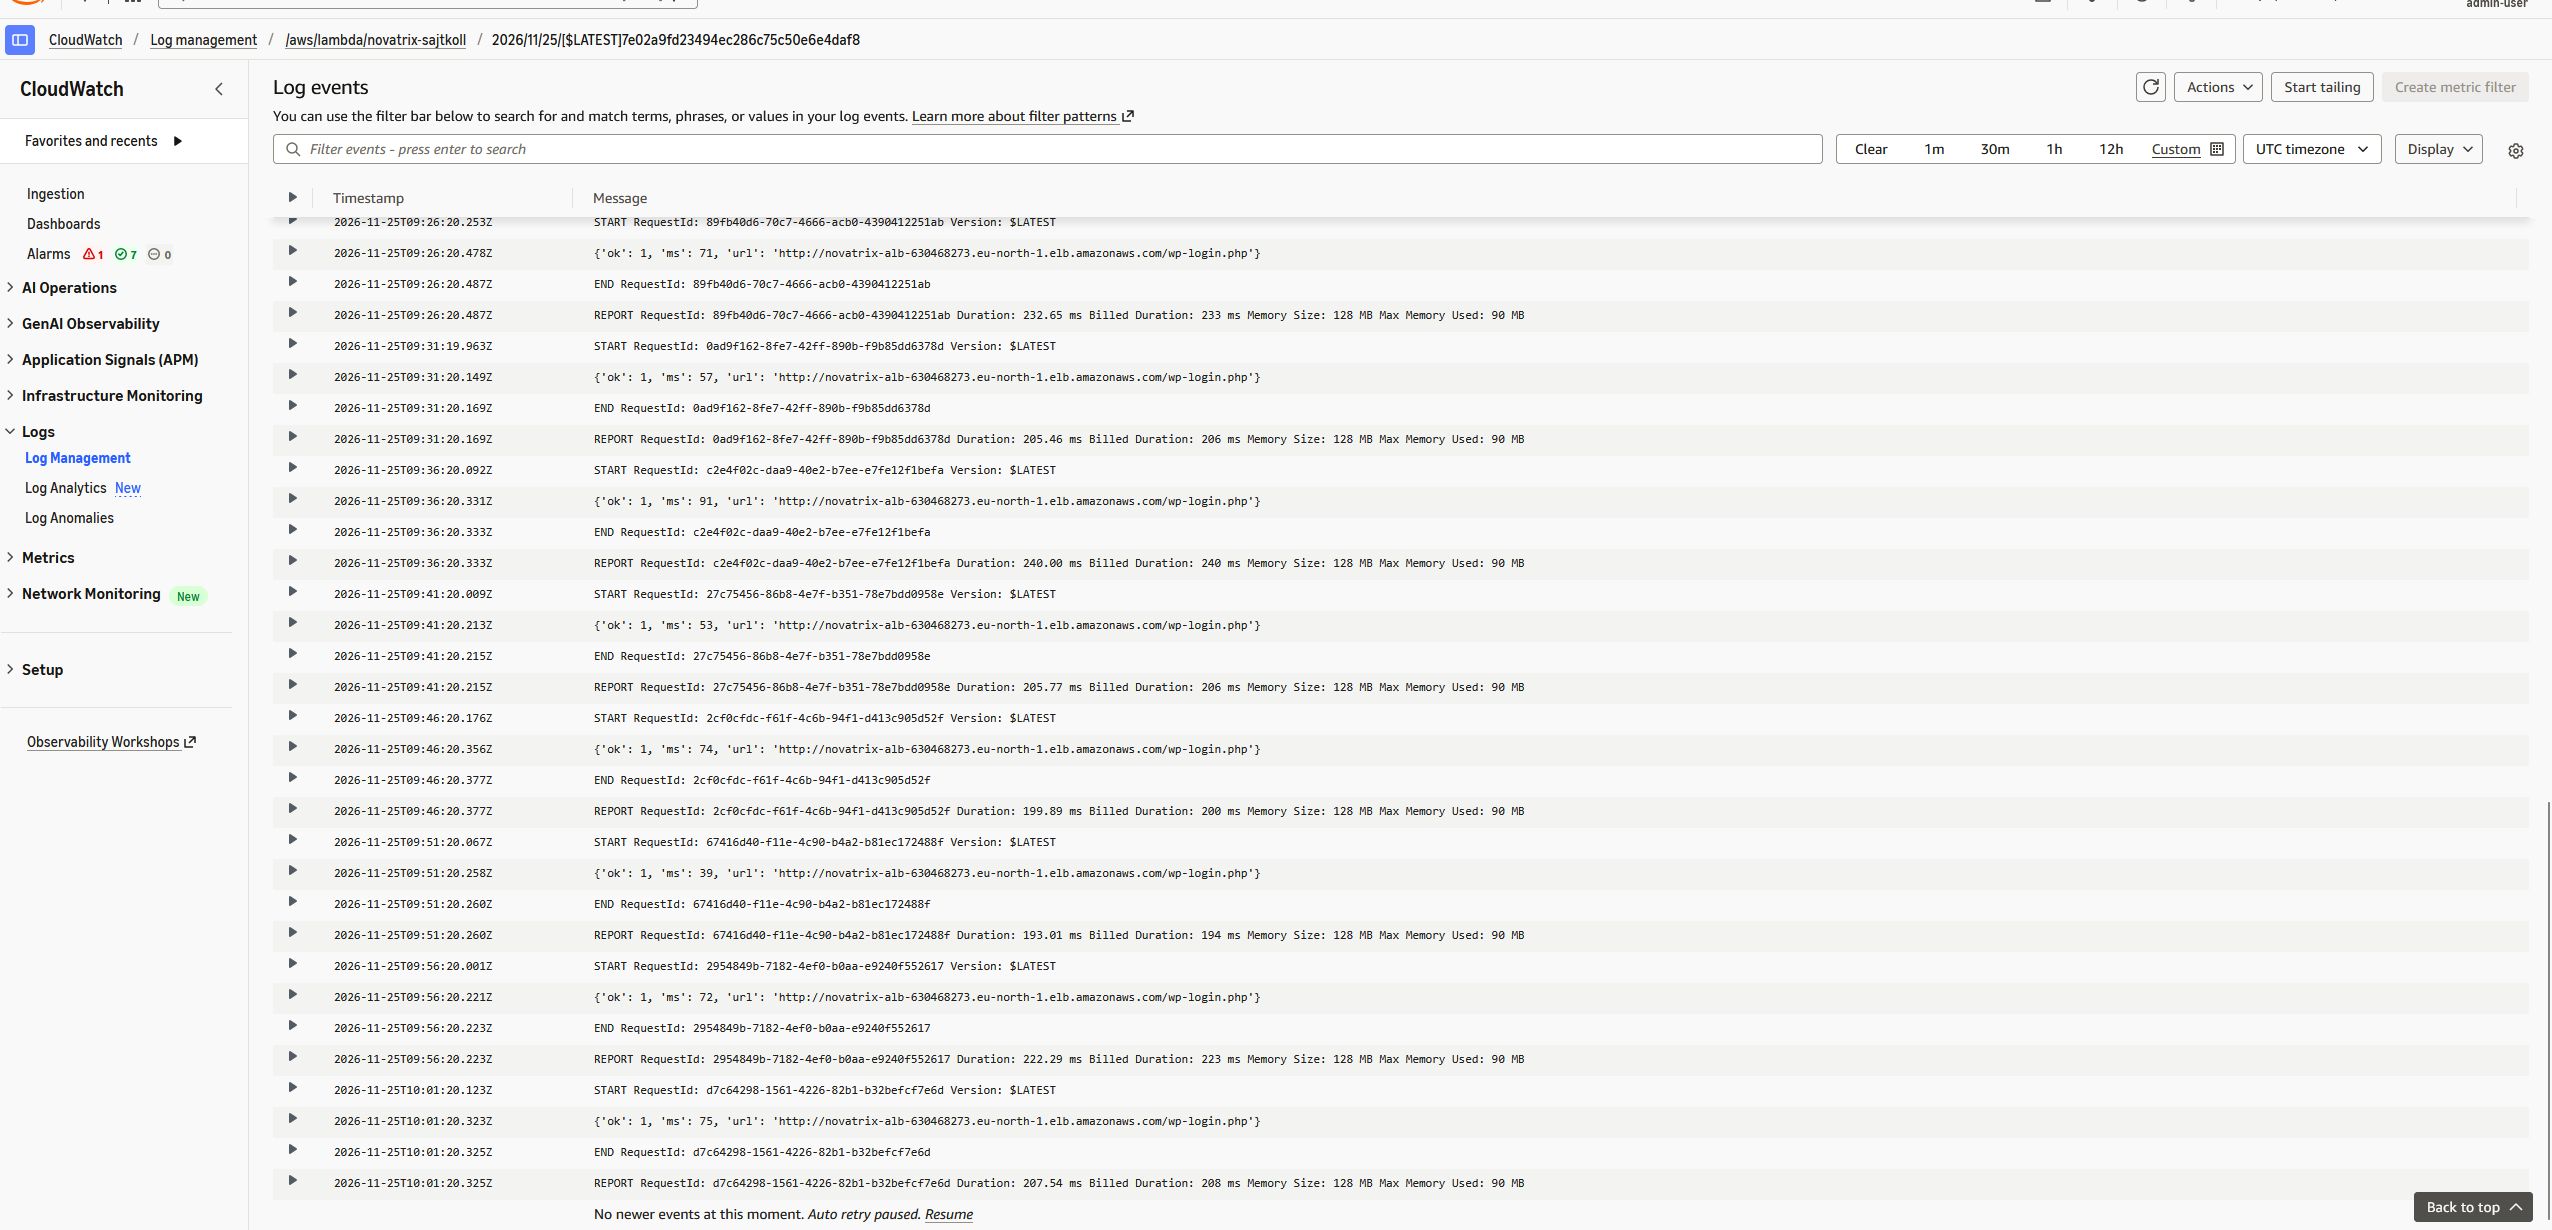 admin-user
CloudWatch / Log management / /aws/lambda/novatrix-sajtkoll / 2026/11/25/[$LATEST]7e02a9fd23494ec286c75c50e6e4daf8
CloudWatch
Favorites and recents
Ingestion
Dashboards
Alarms 1 7 0
AI Operations
GenAI Observability
Application Signals (APM)
Infrastructure Monitoring
Logs
Log Management
Log Analytics New
Log Anomalies
Metrics
Network Monitoring New
Setup
Observability Workshops
Log events
Actions
Start tailing
Create metric filter
You can use the filter bar below to search for and match terms, phrases, or values in your log events. Learn more about filter patterns
Filter events - press enter to search
Clear 1m 30m 1h 12h Custom UTC timezone Display
Timestamp Message
2026-11-25T09:26:20.253Z START RequestId: 89fb40d6-70c7-4666-acb0-4390412251ab Version: $LATEST
2026-11-25T09:26:20.478Z {'ok': 1, 'ms': 71, 'url': 'http://novatrix-alb-630468273.eu-north-1.elb.amazonaws.com/wp-login.php'}
2026-11-25T09:26:20.487Z END RequestId: 89fb40d6-70c7-4666-acb0-4390412251ab
2026-11-25T09:26:20.487Z REPORT RequestId: 89fb40d6-70c7-4666-acb0-4390412251ab Duration: 232.65 ms Billed Duration: 233 ms Memory Size: 128 MB Max Memory Used: 90 MB
2026-11-25T09:31:19.963Z START RequestId: 0ad9f162-8fe7-42ff-890b-f9b85dd6378d Version: $LATEST
2026-11-25T09:31:20.149Z {'ok': 1, 'ms': 57, 'url': 'http://novatrix-alb-630468273.eu-north-1.elb.amazonaws.com/wp-login.php'}
2026-11-25T09:31:20.169Z END RequestId: 0ad9f162-8fe7-42ff-890b-f9b85dd6378d
2026-11-25T09:31:20.169Z REPORT RequestId: 0ad9f162-8fe7-42ff-890b-f9b85dd6378d Duration: 205.46 ms Billed Duration: 206 ms Memory Size: 128 MB Max Memory Used: 90 MB
2026-11-25T09:36:20.092Z START RequestId: c2e4f02c-daa9-40e2-b7ee-e7fe12f1befa Version: $LATEST
2026-11-25T09:36:20.331Z {'ok': 1, 'ms': 91, 'url': 'http://novatrix-alb-630468273.eu-north-1.elb.amazonaws.com/wp-login.php'}
2026-11-25T09:36:20.333Z END RequestId: c2e4f02c-daa9-40e2-b7ee-e7fe12f1befa
2026-11-25T09:36:20.333Z REPORT RequestId: c2e4f02c-daa9-40e2-b7ee-e7fe12f1befa Duration: 240.00 ms Billed Duration: 240 ms Memory Size: 128 MB Max Memory Used: 90 MB
2026-11-25T09:41:20.009Z START RequestId: 27c75456-86b8-4e7f-b351-78e7bdd0958e Version: $LATEST
2026-11-25T09:41:20.213Z {'ok': 1, 'ms': 53, 'url': 'http://novatrix-alb-630468273.eu-north-1.elb.amazonaws.com/wp-login.php'}
2026-11-25T09:41:20.215Z END RequestId: 27c75456-86b8-4e7f-b351-78e7bdd0958e
2026-11-25T09:41:20.215Z REPORT RequestId: 27c75456-86b8-4e7f-b351-78e7bdd0958e Duration: 205.77 ms Billed Duration: 206 ms Memory Size: 128 MB Max Memory Used: 90 MB
2026-11-25T09:46:20.176Z START RequestId: 2cf0cfdc-f61f-4c6b-94f1-d413c905d52f Version: $LATEST
2026-11-25T09:46:20.356Z {'ok': 1, 'ms': 74, 'url': 'http://novatrix-alb-630468273.eu-north-1.elb.amazonaws.com/wp-login.php'}
2026-11-25T09:46:20.377Z END RequestId: 2cf0cfdc-f61f-4c6b-94f1-d413c905d52f
2026-11-25T09:46:20.377Z REPORT RequestId: 2cf0cfdc-f61f-4c6b-94f1-d413c905d52f Duration: 199.89 ms Billed Duration: 200 ms Memory Size: 128 MB Max Memory Used: 90 MB
2026-11-25T09:51:20.067Z START RequestId: 67416d40-f11e-4c90-b4a2-b81ec172488f Version: $LATEST
2026-11-25T09:51:20.258Z {'ok': 1, 'ms': 39, 'url': 'http://novatrix-alb-630468273.eu-north-1.elb.amazonaws.com/wp-login.php'}
2026-11-25T09:51:20.260Z END RequestId: 67416d40-f11e-4c90-b4a2-b81ec172488f
2026-11-25T09:51:20.260Z REPORT RequestId: 67416d40-f11e-4c90-b4a2-b81ec172488f Duration: 193.01 ms Billed Duration: 194 ms Memory Size: 128 MB Max Memory Used: 90 MB
2026-11-25T09:56:20.001Z START RequestId: 2954849b-7182-4ef0-b0aa-e9240f552617 Version: $LATEST
2026-11-25T09:56:20.221Z {'ok': 1, 'ms': 72, 'url': 'http://novatrix-alb-630468273.eu-north-1.elb.amazonaws.com/wp-login.php'}
2026-11-25T09:56:20.223Z END RequestId: 2954849b-7182-4ef0-b0aa-e9240f552617
2026-11-25T09:56:20.223Z REPORT RequestId: 2954849b-7182-4ef0-b0aa-e9240f552617 Duration: 222.29 ms Billed Duration: 223 ms Memory Size: 128 MB Max Memory Used: 90 MB
2026-11-25T10:01:20.123Z START RequestId: d7c64298-1561-4226-82b1-b32befcf7e6d Version: $LATEST
2026-11-25T10:01:20.323Z {'ok': 1, 'ms': 75, 'url': 'http://novatrix-alb-630468273.eu-north-1.elb.amazonaws.com/wp-login.php'}
2026-11-25T10:01:20.325Z END RequestId: d7c64298-1561-4226-82b1-b32befcf7e6d
2026-11-25T10:01:20.325Z REPORT RequestId: d7c64298-1561-4226-82b1-b32befcf7e6d Duration: 207.54 ms Billed Duration: 208 ms Memory Size: 128 MB Max Memory Used: 90 MB
No newer events at this moment. Auto retry paused. Resume
Back to top